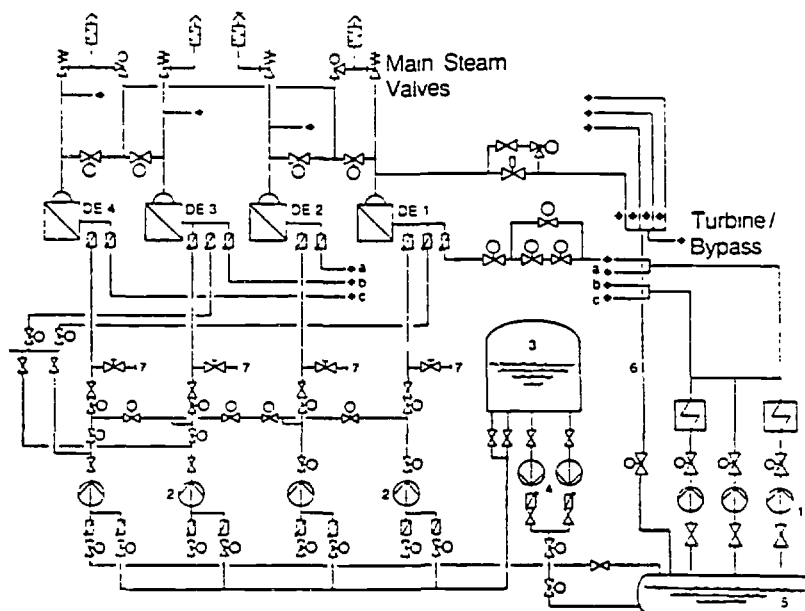 Main Steam
Valves
DE 4
DE 3
DE 2
DE 1
Turbine/
Bypass
a
b
c
a
b
c
3
6
7
7
7
7
2
2
4
1
5